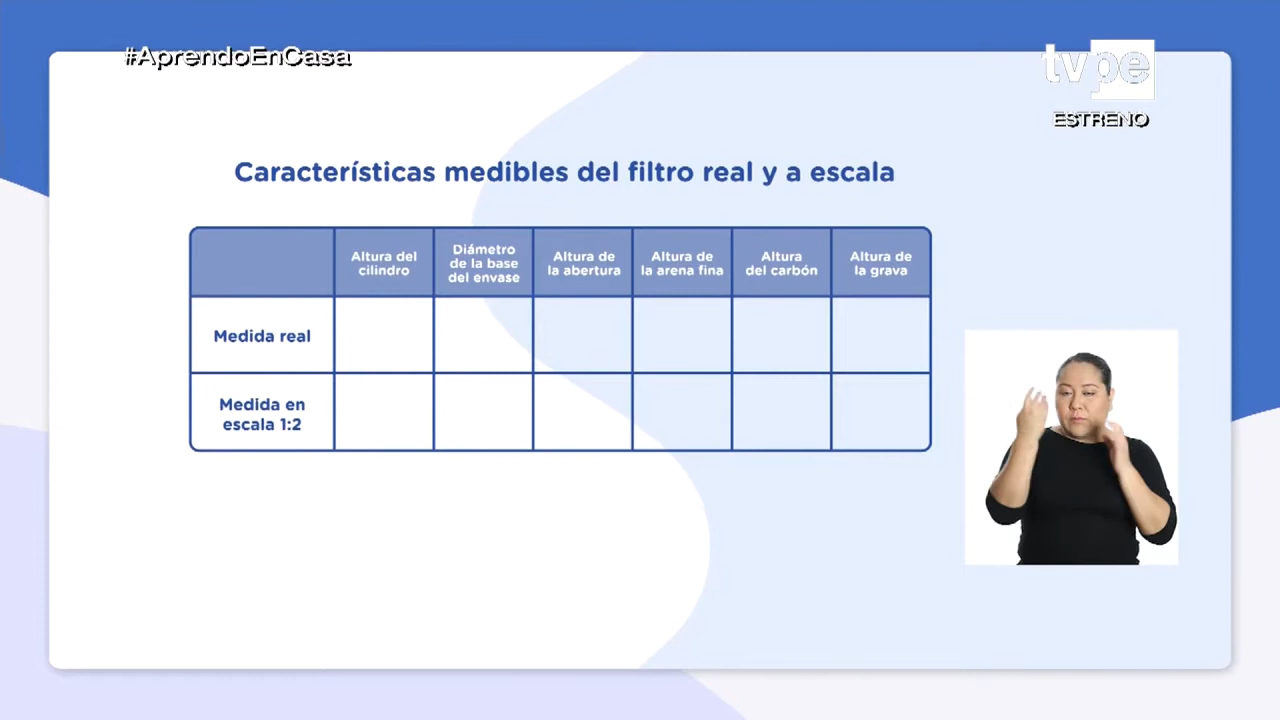 #AprendoEnCasa
tvpe
ESTRENO
Características medibles del filtro real y a escala
Altura del
cilindro
Diámetro
de la base
del envase
Altura de
la abertura
Altura de
la arena fina
Altura
del carbón
Altura de
la grava
Medida real
Medida en
escala 1:2